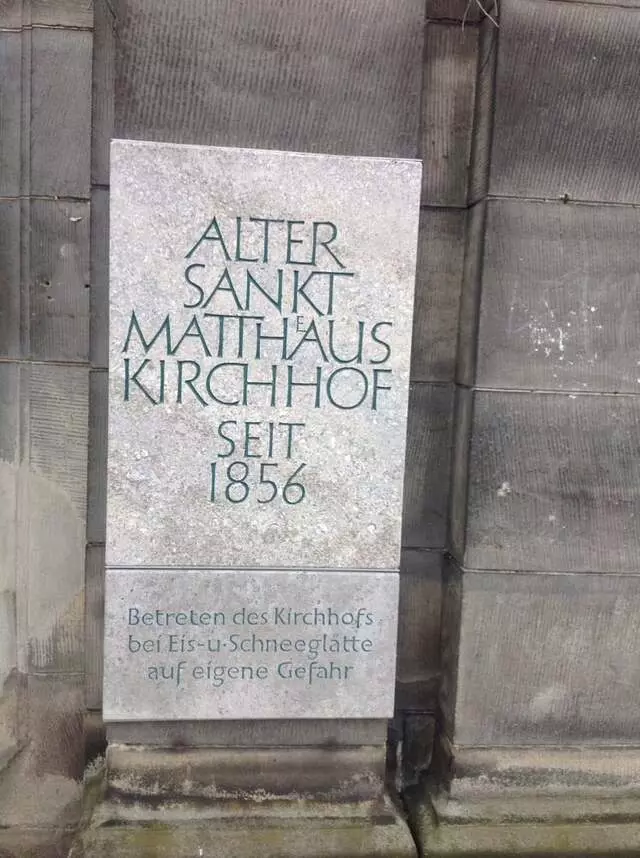 ALTER
SANKT
MATTHÄUS
KIRCHHOF
SEIT
1856
Betreten des Kirchhofs
bei Eis- u. Schneeglätte
auf eigene Gefahr